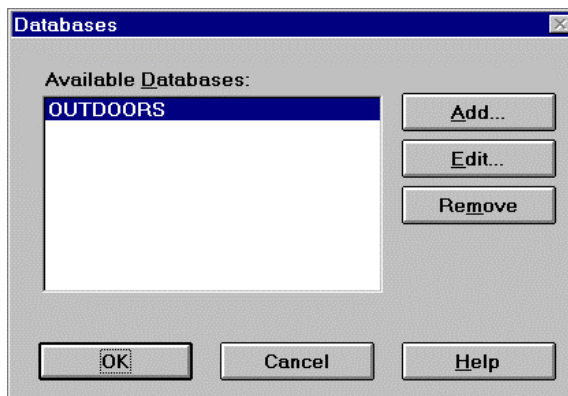 Databases
Available Databases:
OUTDOORS
Add...
Edit...
Remove
OK
Cancel
Help